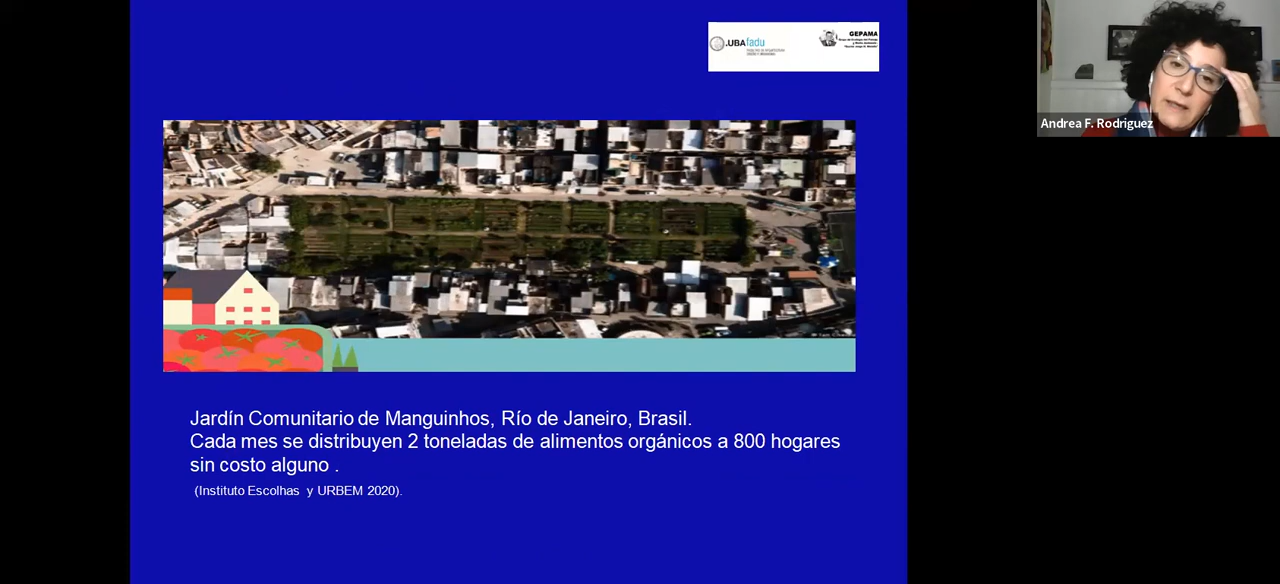 .UBAfadu
GEPAMA
Andrea F. Rodriguez
Jardín Comunitario de Manguinhos, Río de Janeiro, Brasil.
Cada mes se distribuyen 2 toneladas de alimentos orgánicos a 800 hogares
sin costo alguno .
(Instituto Escolhas y URBEM 2020).